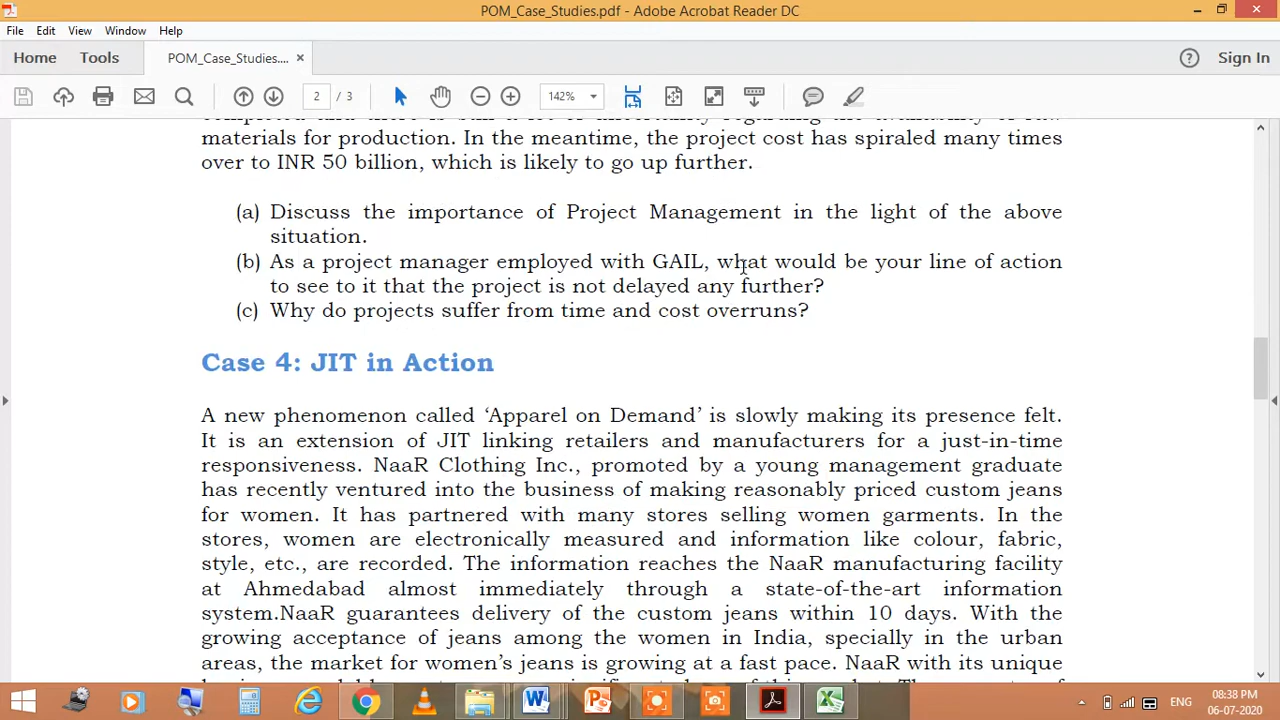 POM_Case_Studies.pdf - Adobe Acrobat Reader DC
File Edit View Window Help
Home Tools POM_Case_Studies.... × Sign In
2 / 3 142%
materials for production. In the meantime, the project cost has spiraled many times
over to INR 50 billion, which is likely to go up further.
(a) Discuss the importance of Project Management in the light of the above
situation.
(b) As a project manager employed with GAIL, what would be your line of action
to see to it that the project is not delayed any further?
(c) Why do projects suffer from time and cost overruns?
Case 4: JIT in Action
A new phenomenon called ‘Apparel on Demand’ is slowly making its presence felt.
It is an extension of JIT linking retailers and manufacturers for a just-in-time
responsiveness. NaaR Clothing Inc., promoted by a young management graduate
has recently ventured into the business of making reasonably priced custom jeans
for women. It has partnered with many stores selling women garments. In the
stores, women are electronically measured and information like colour, fabric,
style, etc., are recorded. The information reaches the NaaR manufacturing facility
at Ahmedabad almost immediately through a state-of-the-art information
system.NaaR guarantees delivery of the custom jeans within 10 days. With the
growing acceptance of jeans among the women in India, specially in the urban
areas, the market for women’s jeans is growing at a fast pace. NaaR with its unique
ENG
08:38 PM
06-07-2020